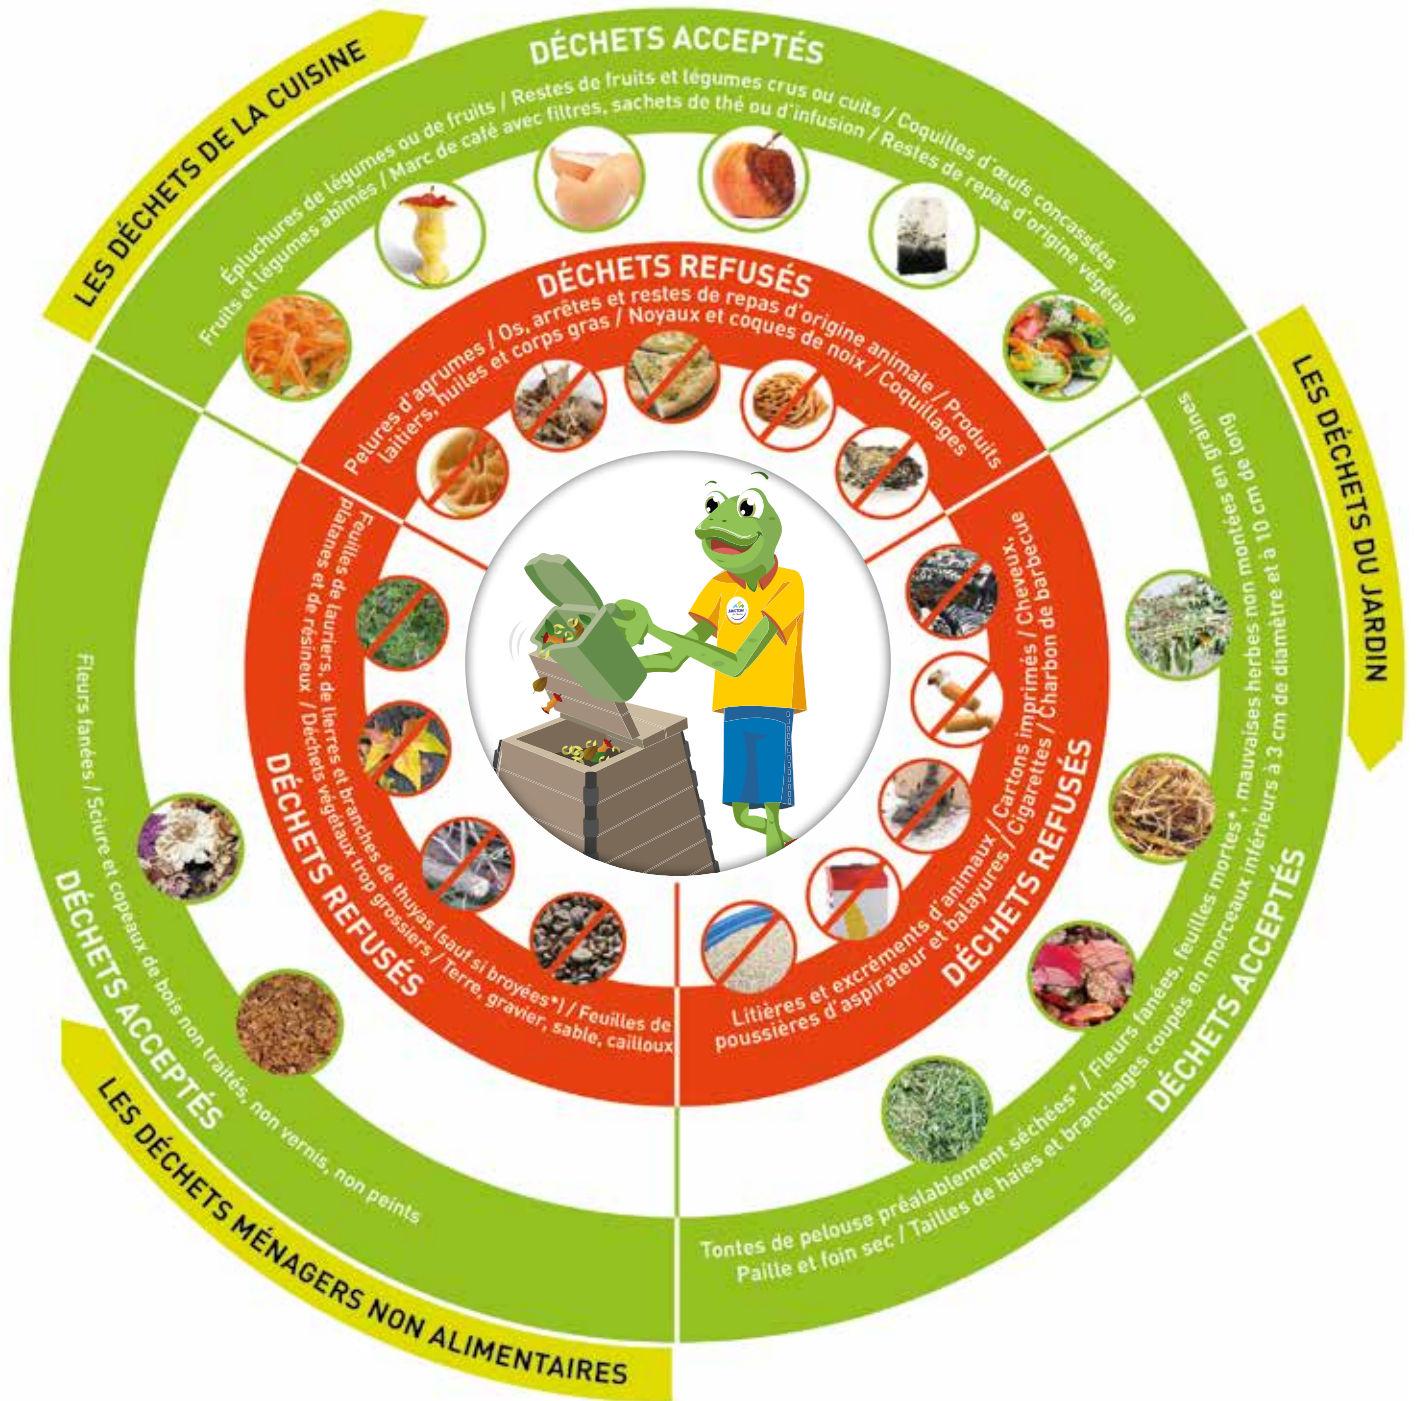 LES DÉCHETS DE LA CUISINE
DÉCHETS ACCEPTÉS
Épluchures de légumes ou de fruits / Restes de fruits et légumes crus ou cuits / Coquilles d'œufs concassées
Fruits et légumes abîmés / Marc de café avec filtres, sachets de thé ou d'infusion / Restes de repas d'origine végétale
DÉCHETS REFUSÉS
Pelures d'agrumes / Os, arrêtes et restes de repas d'origine animale / Produits
laitiers, huiles et corps gras / Noyaux et coques de noix / Coquillages
LES DÉCHETS DU JARDIN
DÉCHETS ACCEPTÉS
Tontes de pelouse préalablement séchées* / Fleurs fanées, feuilles mortes*, mauvaises herbes non montées en graines
Paille et foin sec / Tailles de haies et branchages coupés en morceaux inférieurs à 3 cm de diamètre et à 10 cm de long
DÉCHETS REFUSÉS
Litières et excréments d'animaux / Cartons imprimés / Cheveux,
poussières d'aspirateur et balayures / Cigarettes / Charbon de barbecue
LES DÉCHETS MÉNAGERS NON ALIMENTAIRES
DÉCHETS ACCEPTÉS
Fleurs fanées / Sciure et copeaux de bois non traités, non vernis, non peints
DÉCHETS REFUSÉS
Feuilles de lauriers, de lierres et branches de thuyas (sauf si broyées*) / Feuilles de
platanes et de résineux / Déchets végétaux trop grossiers / Terre, gravier, sable, cailloux